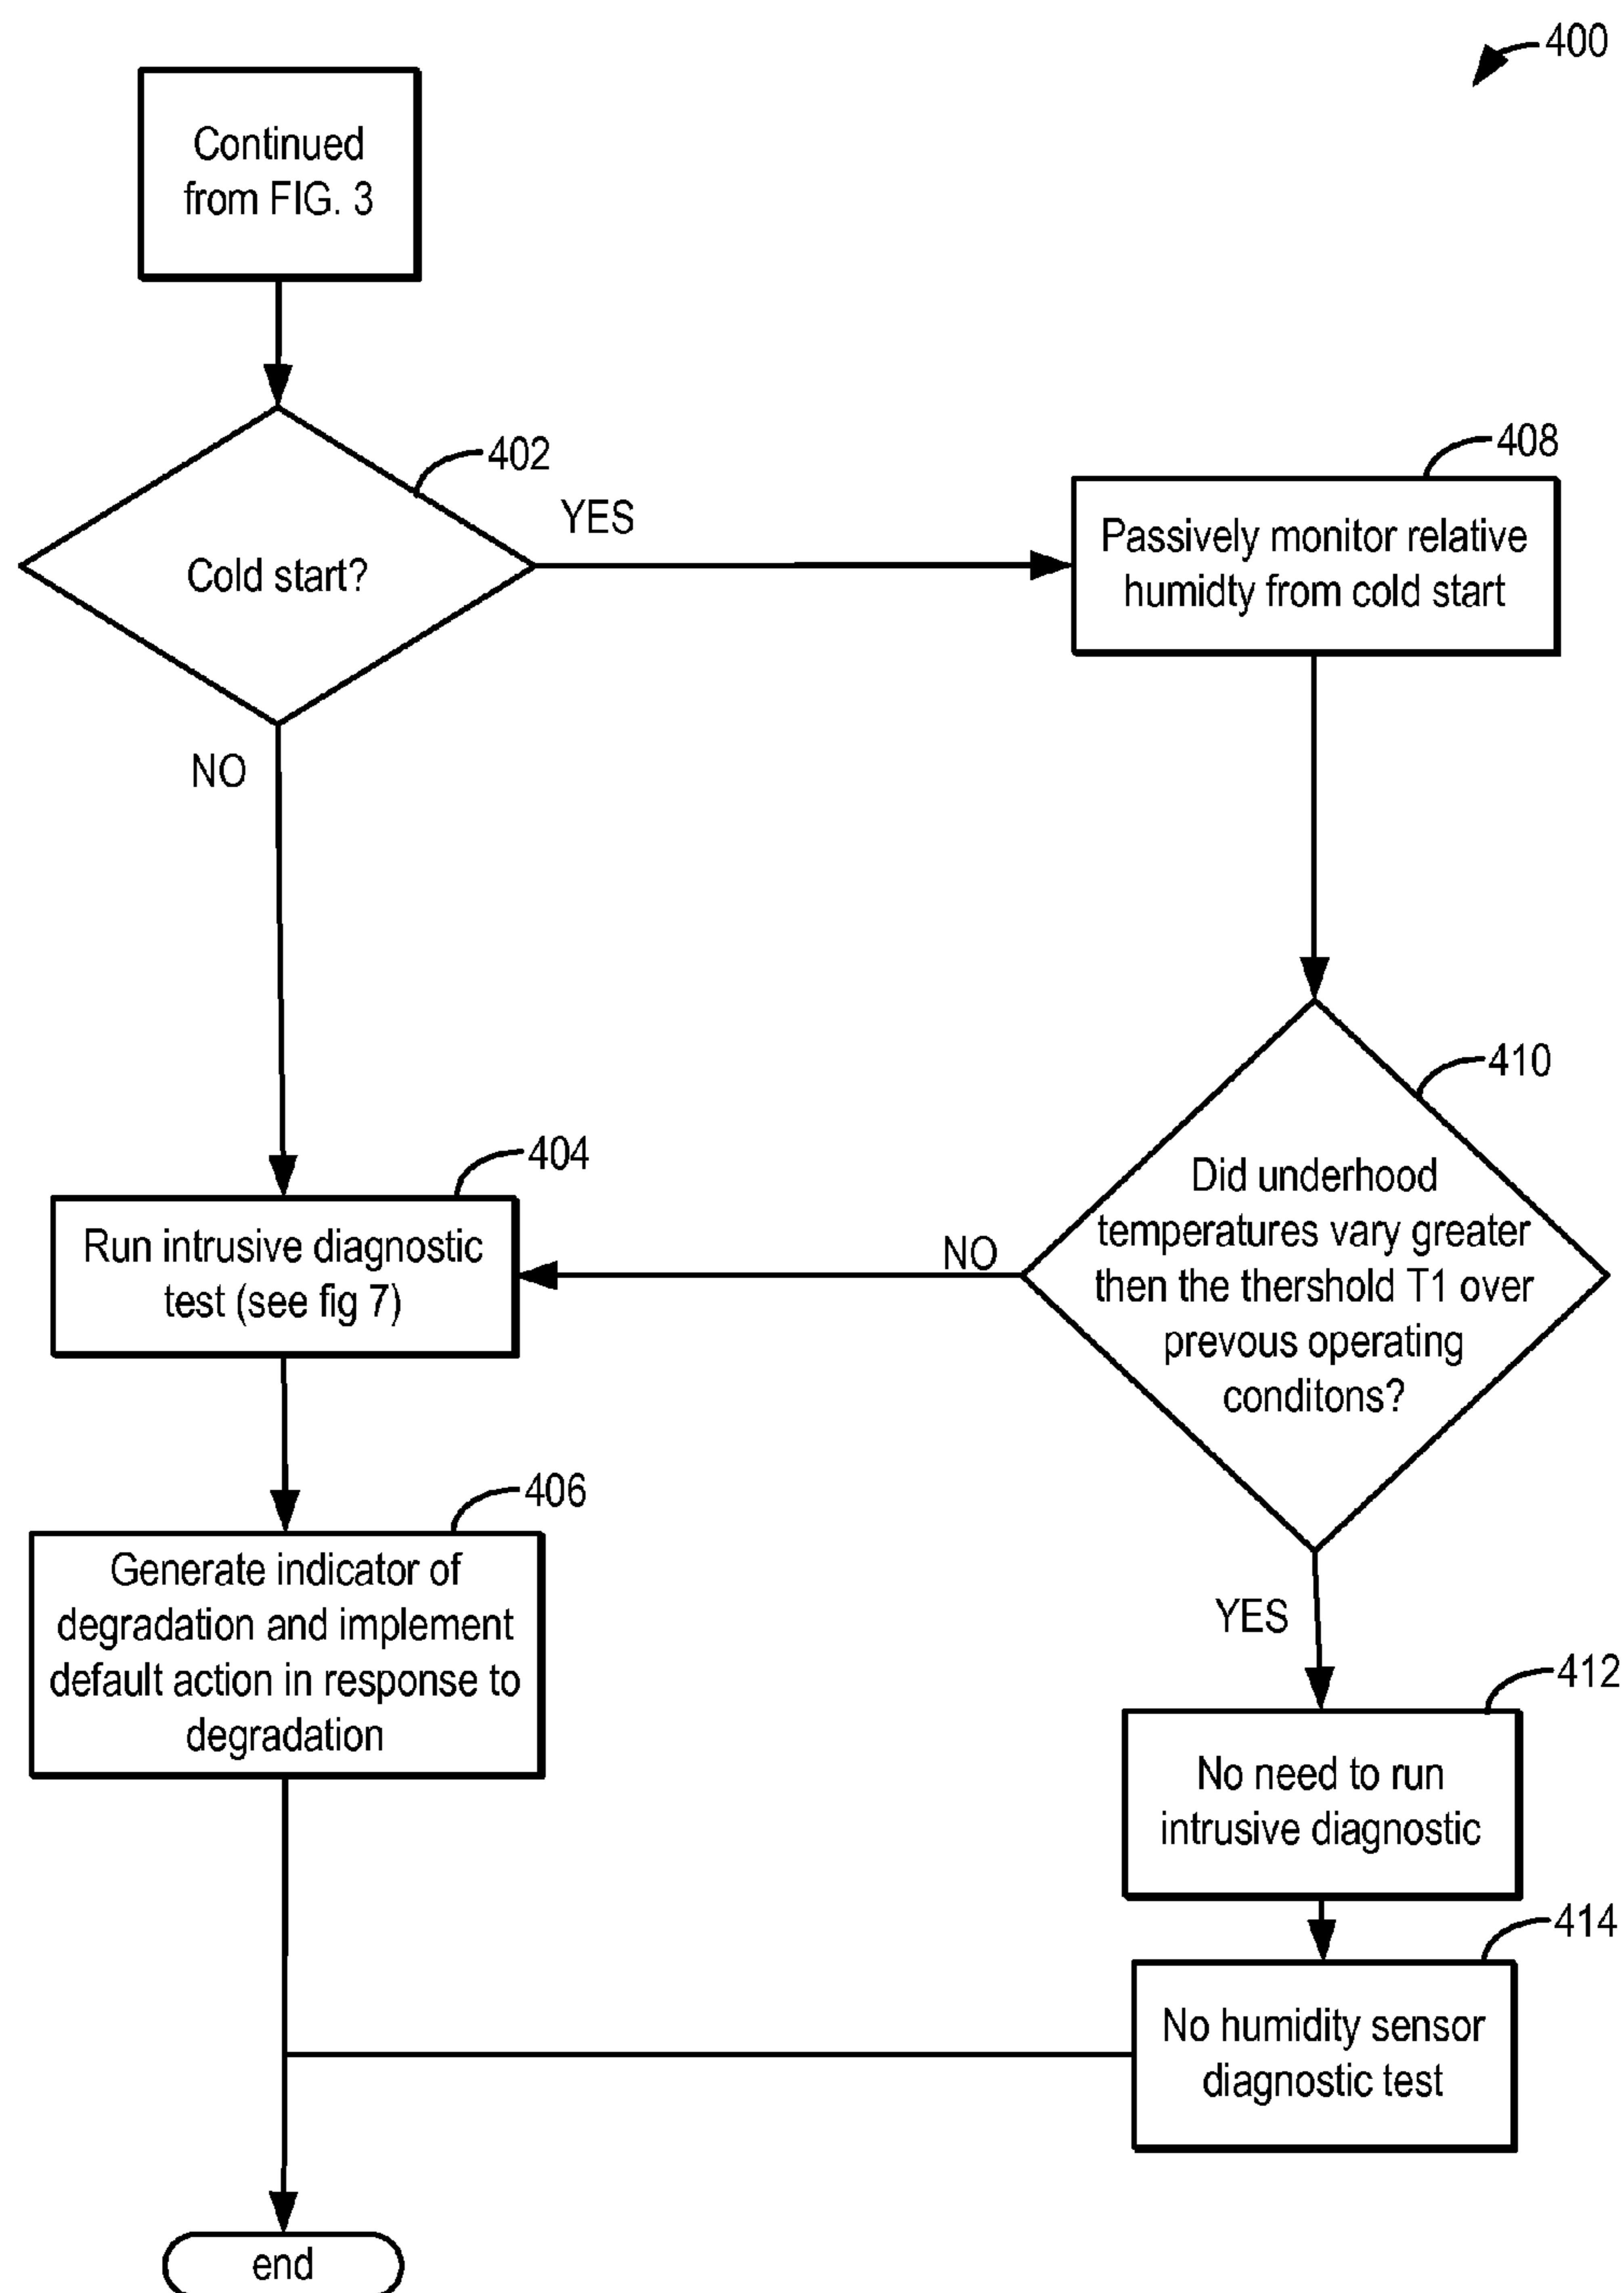 400
Continued
from FIG. 3
402
Cold start?
YES
NO
408
Passively monitor relative
humidty from cold start
410
Did underhood
temperatures vary greater
then the thershold T1 over
prevous operating
conditons?
NO
YES
404
Run intrusive diagnostic
test (see fig 7)
406
Generate indicator of
degradation and implement
default action in response to
degradation
412
No need to run
intrusive diagnostic
414
No humidity sensor
diagnostic test
end